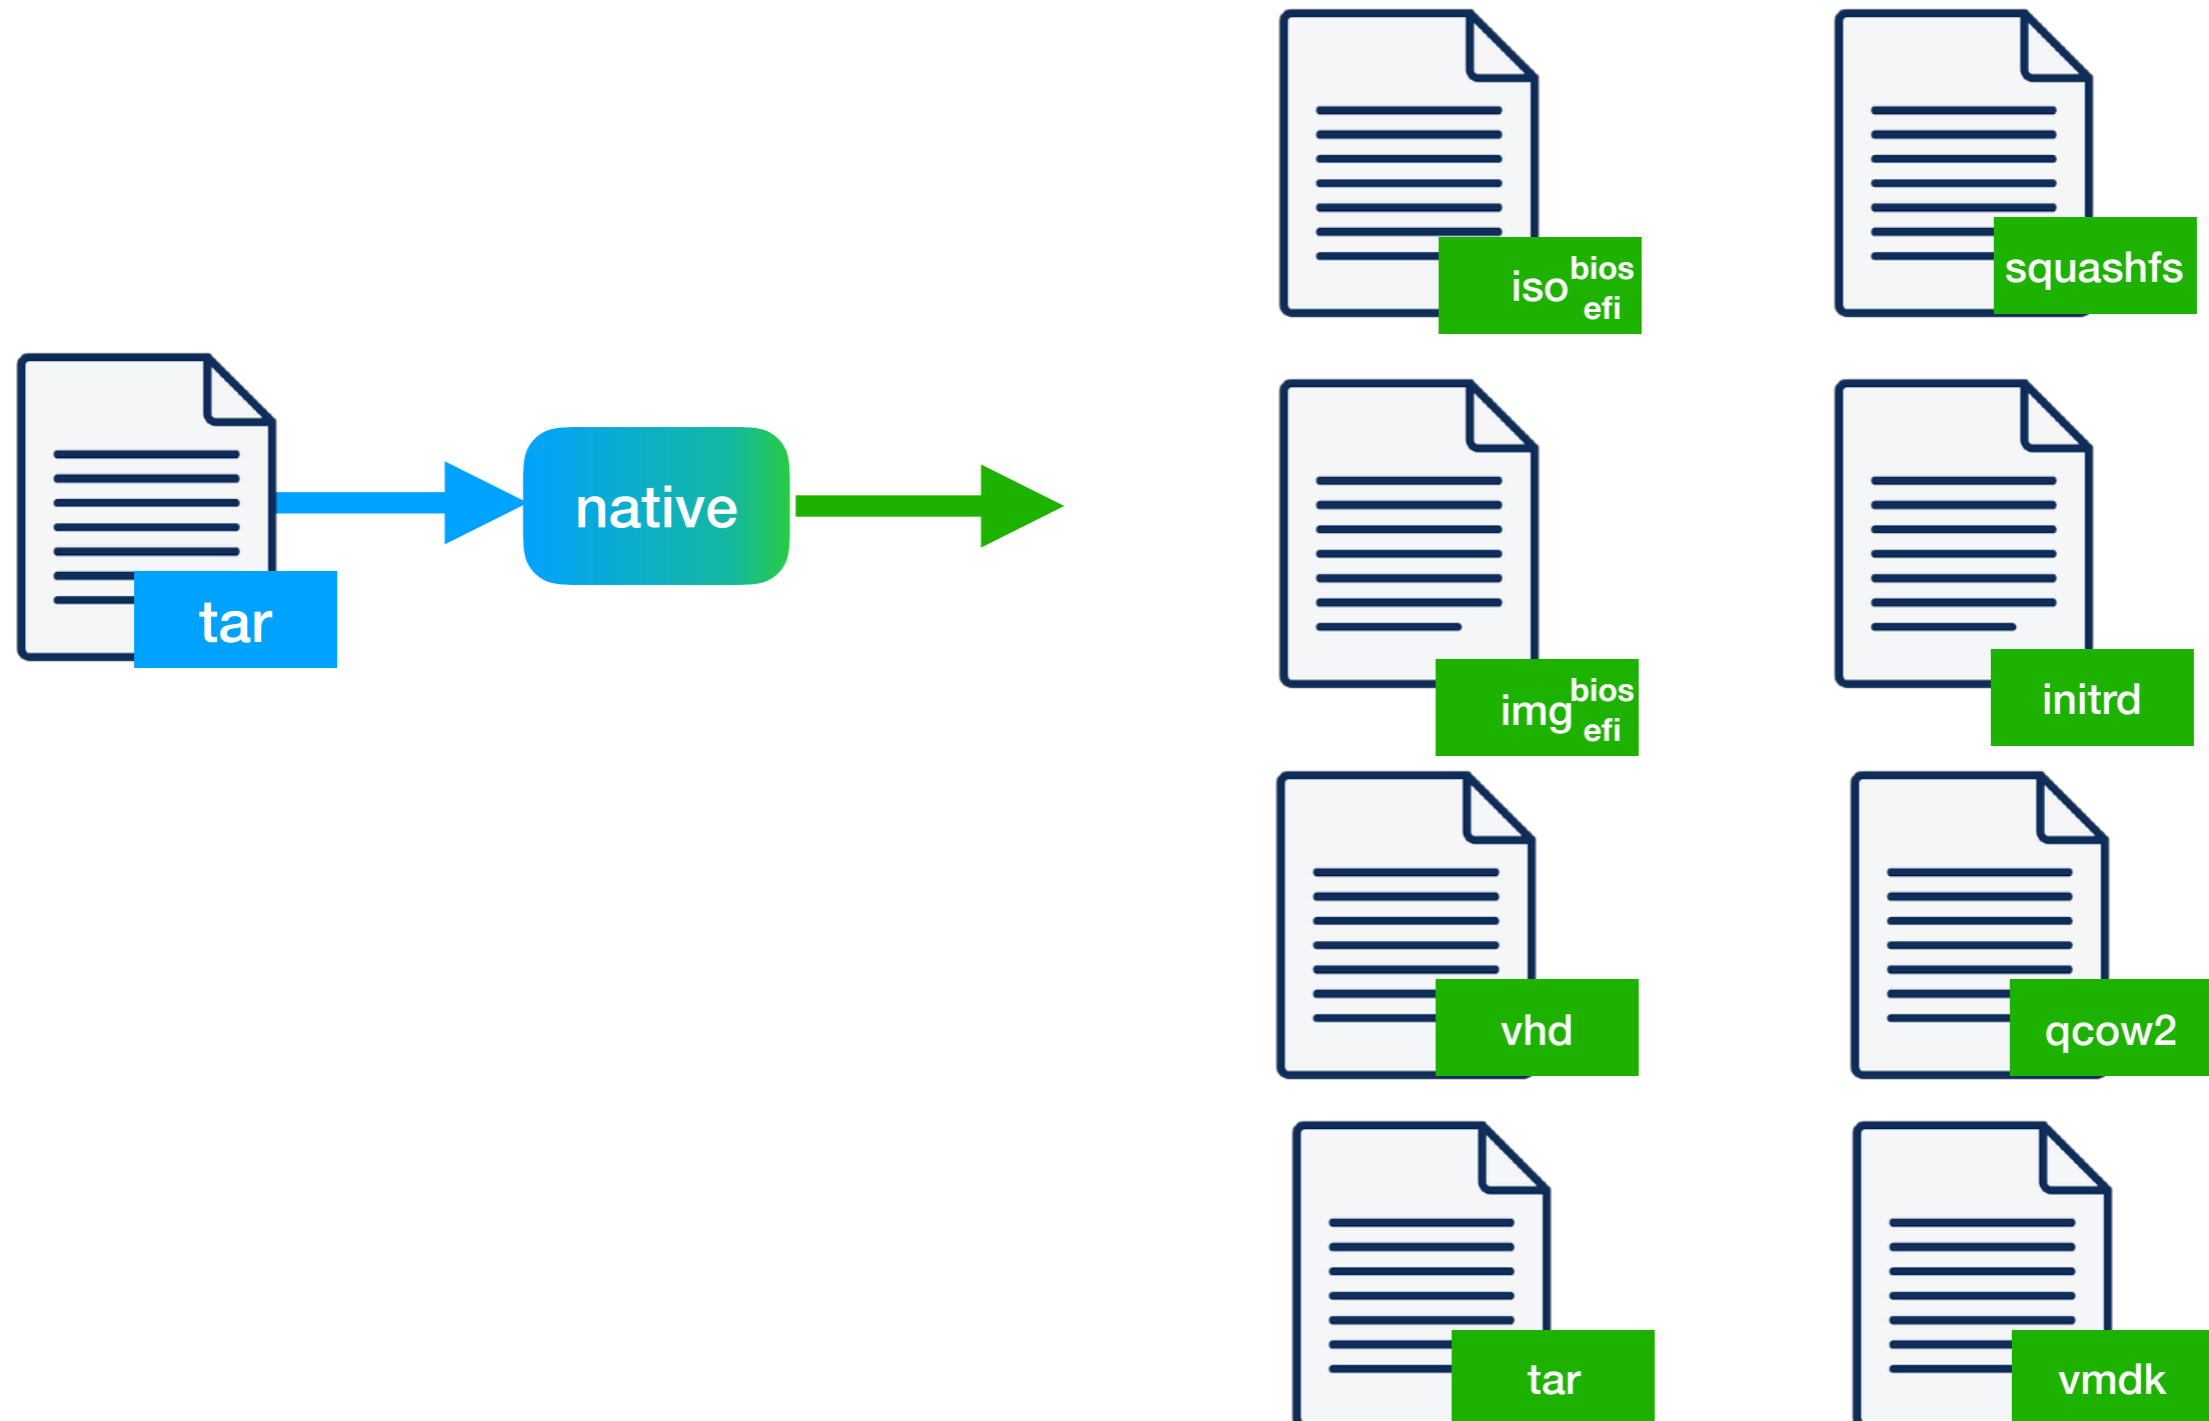 tar
native
iso bios
efi
squashfs
img bios
efi
initrd
vhd
qcow2
tar
vmdk